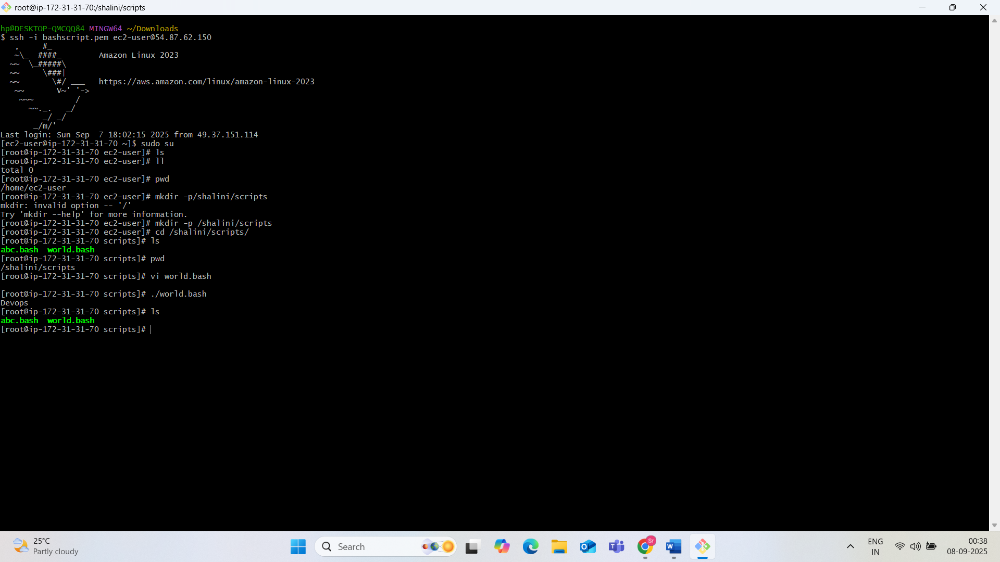 root@ip-172-31-31-70:/shalini/scripts
hp@DESKTOP-QMCQQ84 MINGW64 ~/Downloads
$ ssh -i bashscript.pem ec2-user@54.87.62.150
   ,     #_
   ~\_  ####_        Amazon Linux 2023
  ~~  \_#####\
  ~~     \###|
  ~~       \#/ ___   https://aws.amazon.com/linux/amazon-linux-2023
   ~~       V~' '->
    ~~~         /
      ~~._.   _/
         _/ _/
       _/m/'
Last login: Sun Sep  7 18:02:15 2025 from 49.37.151.114
[ec2-user@ip-172-31-31-70 ~]$ sudo su
[root@ip-172-31-31-70 ec2-user]# ls
[root@ip-172-31-31-70 ec2-user]# ll
total 0
[root@ip-172-31-31-70 ec2-user]# pwd
/home/ec2-user
[root@ip-172-31-31-70 ec2-user]# mkdir -p/shalini/scripts
mkdir: invalid option -- '/'
Try 'mkdir --help' for more information.
[root@ip-172-31-31-70 ec2-user]# mkdir -p /shalini/scripts
[root@ip-172-31-31-70 ec2-user]# cd /shalini/scripts/
[root@ip-172-31-31-70 scripts]# ls
abc.bash  world.bash
[root@ip-172-31-31-70 scripts]# pwd
/shalini/scripts
[root@ip-172-31-31-70 scripts]# vi world.bash
[root@ip-172-31-31-70 scripts]# ./world.bash
Devops
[root@ip-172-31-31-70 scripts]# ls
abc.bash  world.bash
[root@ip-172-31-31-70 scripts]#
25°C
Partly cloudy
Search
Sr
ENG
IN
00:38
08-09-2025